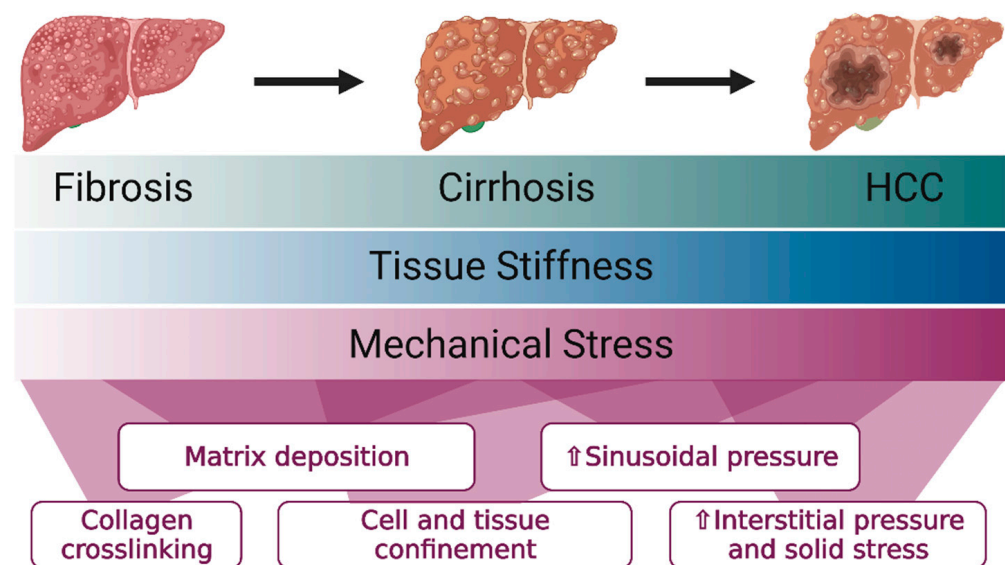 Fibrosis
Cirrhosis
HCC
Tissue Stiffness
Mechanical Stress
Matrix deposition
⇧Sinusoidal pressure
Collagen
crosslinking
Cell and tissue
confinement
⇧Interstitial pressure
and solid stress